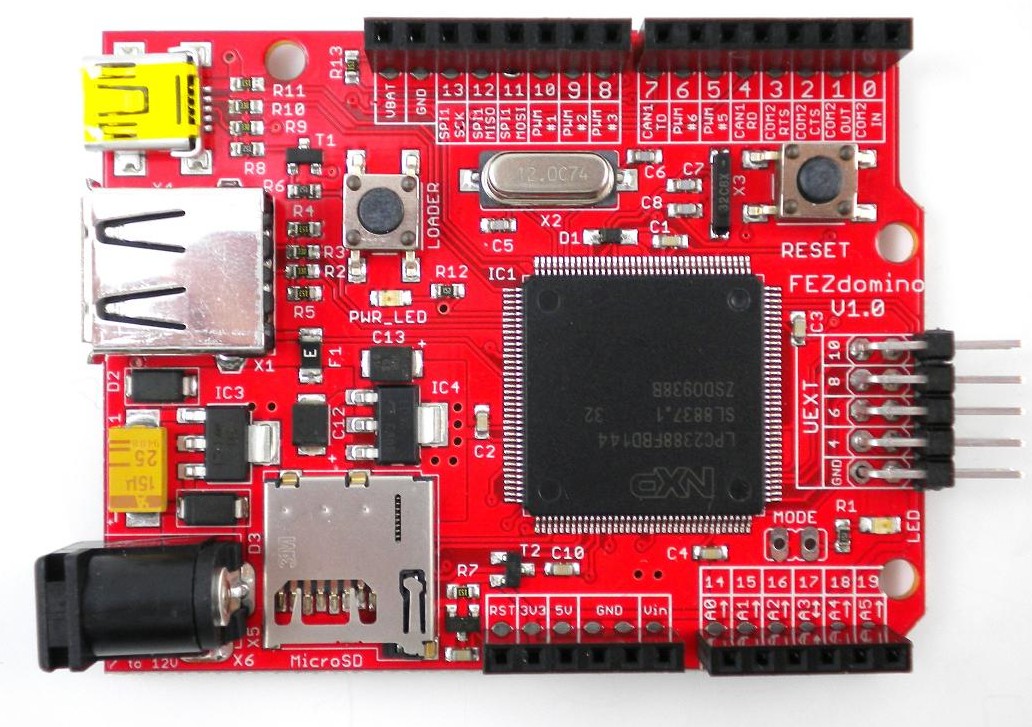 R13
R11
R10
R9
R8
T1
VBAT
GND
13
12
11
10
9
8
SPI1
SCK
SPI1
MISO
SPI1
MOSI
PWM
#1
PWM
#2
PWM
#3
7
6
5
4
3
2
1
0
CAN1
TD
PWM
#6
PWM
#5
CAN1
RD
COM2
RTS
COM2
CTS
COM2
OUT
COM2
IN
R6
R4
R3
R2
R5
LOADER
12.0C74
X2
C5
C6
C7
C8
C1
D1
X3
RESET
R12
PWR_LED
IC1
FEZdomino
V1.0
C3
X1
F1
E
C13
+
D2
IC3
C12
+
IC4
C2
25
15µ
LPC2388FBD144
SL8837.1
32
ZSD0938B
NXP
UEXT
10
8
6
4
GND
MODE
R1
LED
D3
R7
T2
C10
C4
RST
3V3
5V
GND
Vin
14
15
16
17
18
19
A0
A1
A2
A3
A4
A5
X5
X6
7 to 12V
MicroSD